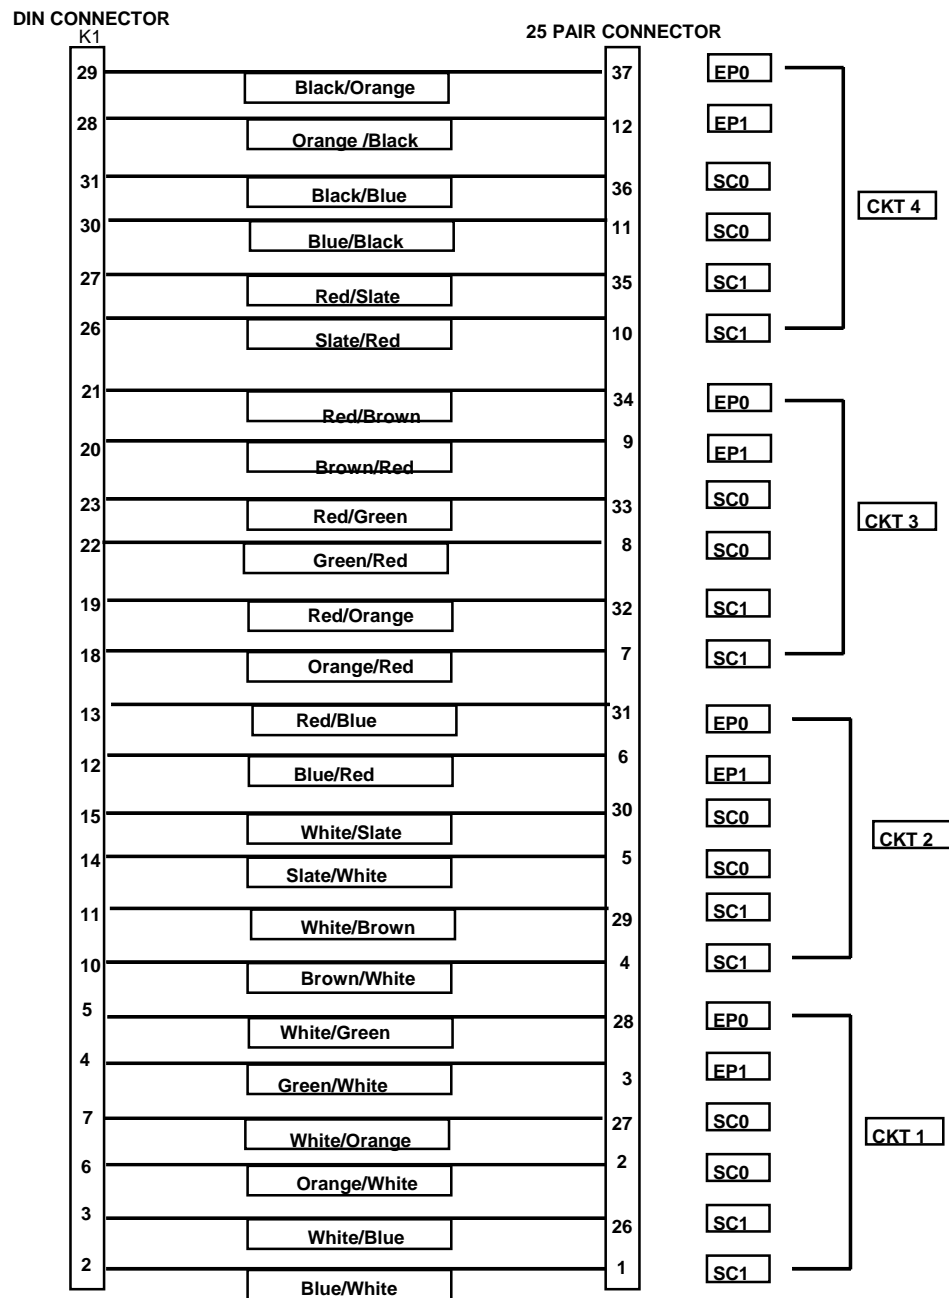 DIN CONNECTOR
K1
25 PAIR CONNECTOR
29 Black/Orange 37 EP0
28 Orange /Black 12 EP1
31 Black/Blue 36 SC0
CKT 4
30 Blue/Black 11 SC0
27 Red/Slate 35 SC1
26 Slate/Red 10 SC1
21 Red/Brown 34 EP0
20 Brown/Red 9 EP1
23 Red/Green 33 SC0
CKT 3
22 Green/Red 8 SC0
19 Red/Orange 32 SC1
18 Orange/Red 7 SC1
13 Red/Blue 31 EP0
12 Blue/Red 6 EP1
15 White/Slate 30 SC0
CKT 2
14 Slate/White 5 SC0
11 White/Brown 29 SC1
10 Brown/White 4 SC1
5 White/Green 28 EP0
4 Green/White 3 EP1
7 White/Orange 27 SC0
CKT 1
6 Orange/White 2 SC0
3 White/Blue 26 SC1
2 Blue/White 1 SC1